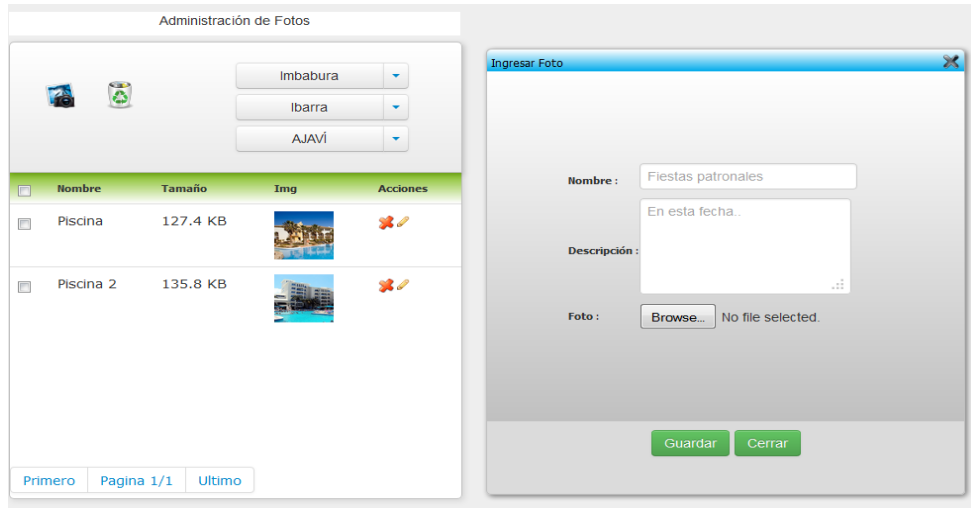 Administración de Fotos
Imbabura
Ibarra
AJAVÍ
Nombre Tamaño Img Acciones
Piscina 127.4 KB
Piscina 2 135.8 KB
Primero Pagina 1/1 Ultimo
Ingresar Foto
Nombre : Fiestas patronales
Descripción : En esta fecha..
Foto : Browse... No file selected.
Guardar Cerrar